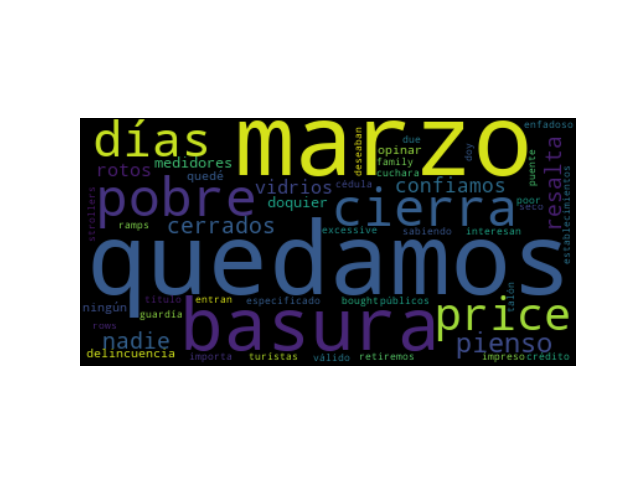 días marzo deseaban due opinar family cuchara doy puente enfadoso
rotos medidores quedé cédula resalta
strollers pobre vidrios confiamos poor seco
ramps doquier cierra establecimientos
cerrados excessive sabiendo interesan
quedamos
ningún título entran especificado bought públicos talón
guardía basura price
rows nadie pienso
delincuencia importa turistas válido retiremos impreso crédito